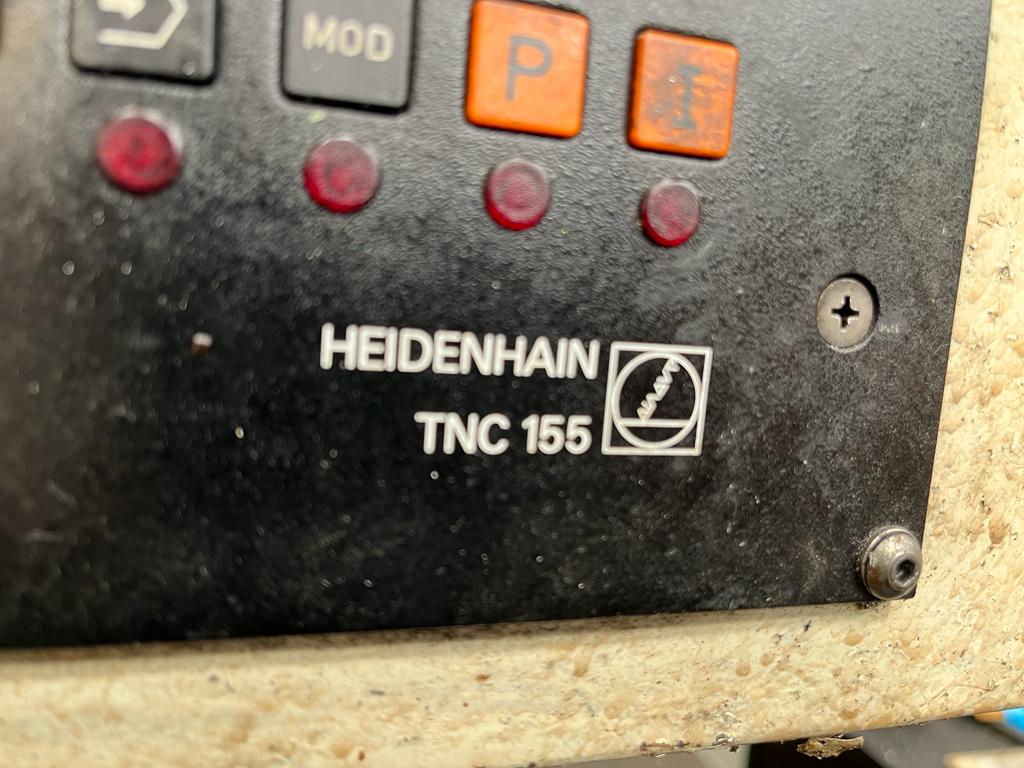 MOD
P
HEIDENHAIN
TNC 155